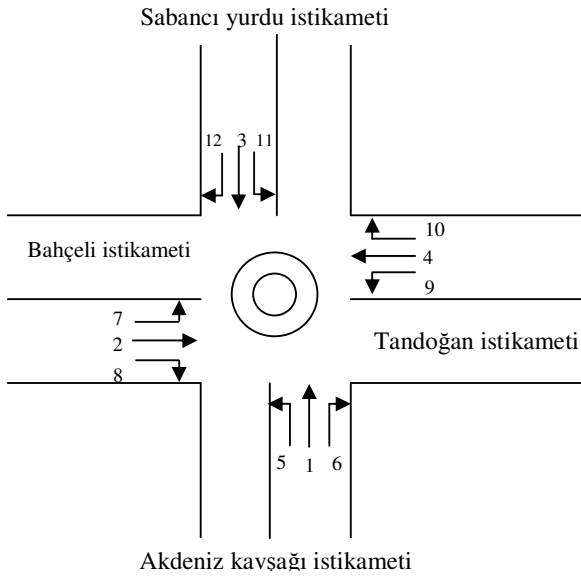 Sabancı yurdu istikameti
12 3 11
10
Bahçeli istikameti
4
9
7
2
Tandoğan istikameti
8
5 1 6
Akdeniz kavşağı istikameti